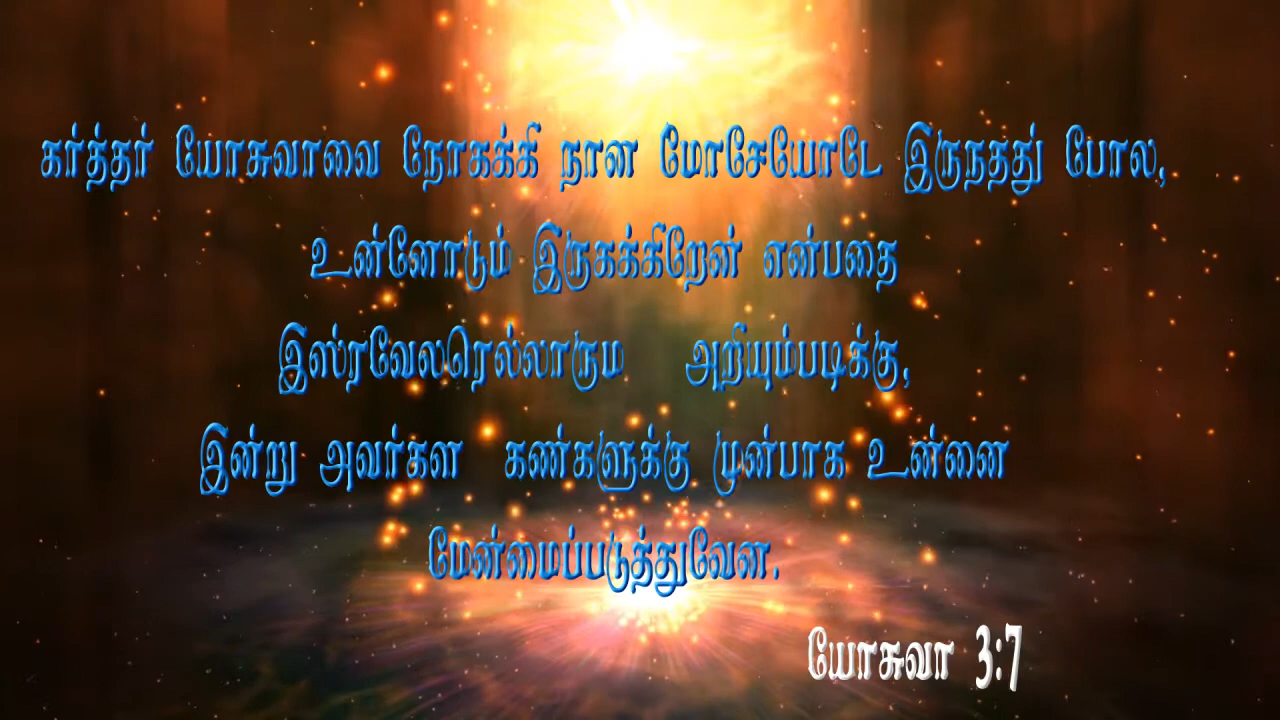 கர்த்தர் யோசுவாவை நோகக்கி நான மோசேயோடே இருநதது போல,
உன்னோடும் இருகக்கிறேன் என்பதை
இஸ்ரவேலரெல்லாரும அறியும்படிக்கு,
இன்று அவர்கள கண்களுக்கு முன்பாக உன்னை
மேன்மைப்படுத்துவேன.
யோசுவா 3:7